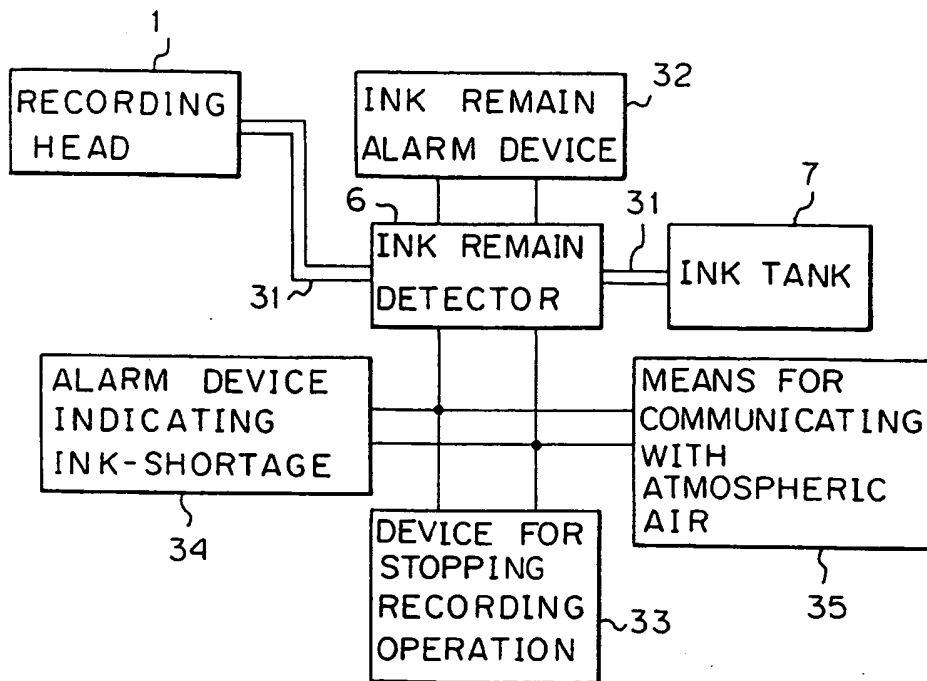 1
RECORDING
HEAD
INK REMAIN
ALARM DEVICE
32
6
INK REMAIN
DETECTOR
31
31
7
INK TANK
ALARM DEVICE
INDICATING
INK-SHORTAGE
34
MEANS FOR
COMMUNICATING
WITH
ATMOSPHERIC
AIR
35
DEVICE FOR
STOPPING
RECORDING
OPERATION
33